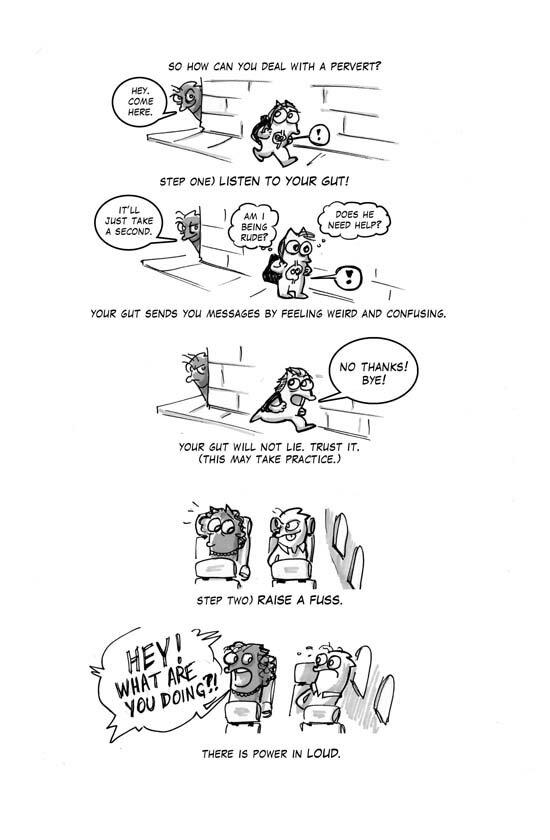 SO HOW CAN YOU DEAL WITH A PERVERT?
HEY.
COME
HERE.
!
STEP ONE) LISTEN TO YOUR GUT!
IT'LL
JUST TAKE
A SECOND.
AM I
BEING
RUDE?
DOES HE
NEED HELP?
!
YOUR GUT SENDS YOU MESSAGES BY FEELING WEIRD AND CONFUSING.
NO THANKS!
BYE!
YOUR GUT WILL NOT LIE. TRUST IT.
(THIS MAY TAKE PRACTICE.)
STEP TWO) RAISE A FUSS.
HEY!
WHAT ARE
YOU DOING?!
THERE IS POWER IN LOUD.